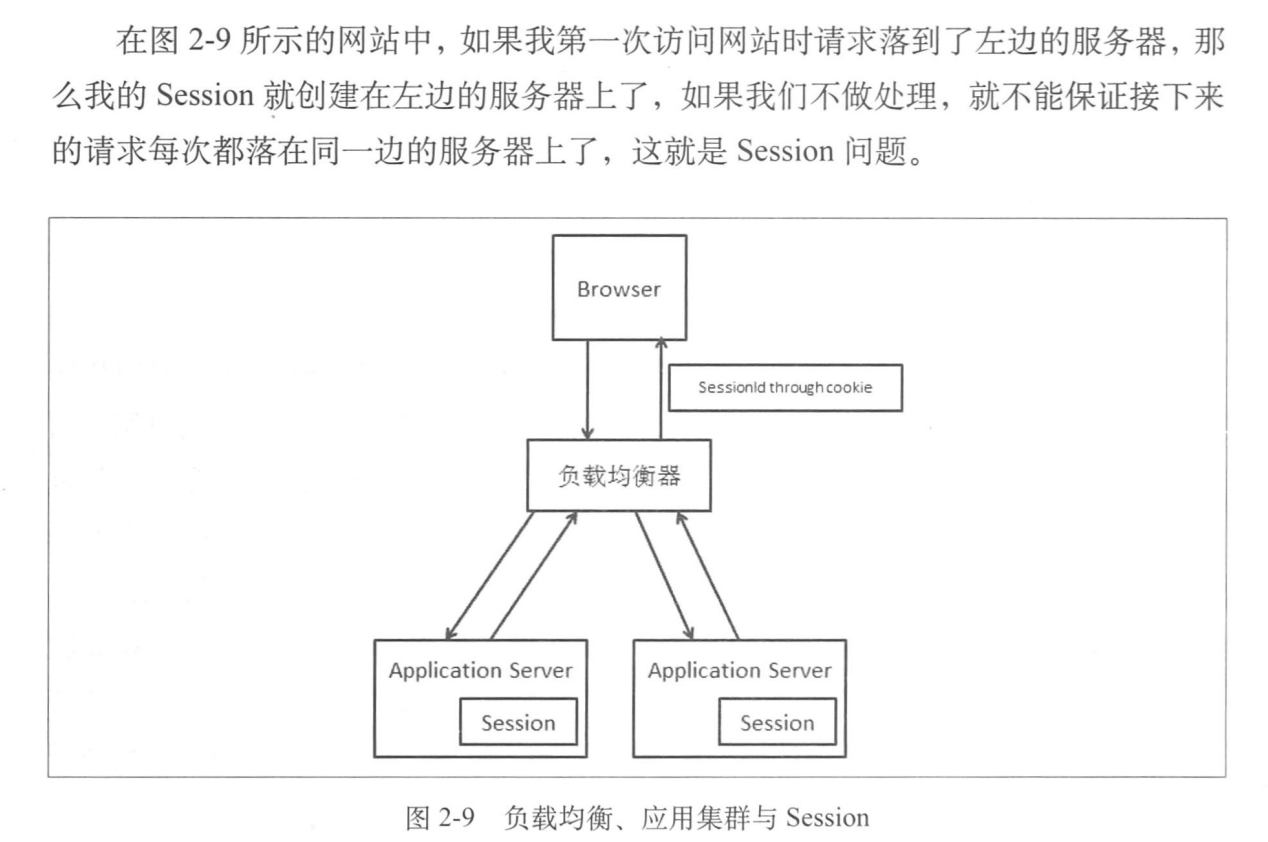 在图 2-9 所示的网站中，如果我第一次访问网站时请求落到了左边的服务器，那
么我的 Session 就创建在左边的服务器上了，如果我们不做处理，就不能保证接下来
的请求每次都落在同一边的服务器上了，这就是 Session 问题。
Browser
SessionId through cookie
负载均衡器
Application Server
Session
Application Server
Session
图 2-9 负载均衡、应用集群与 Session